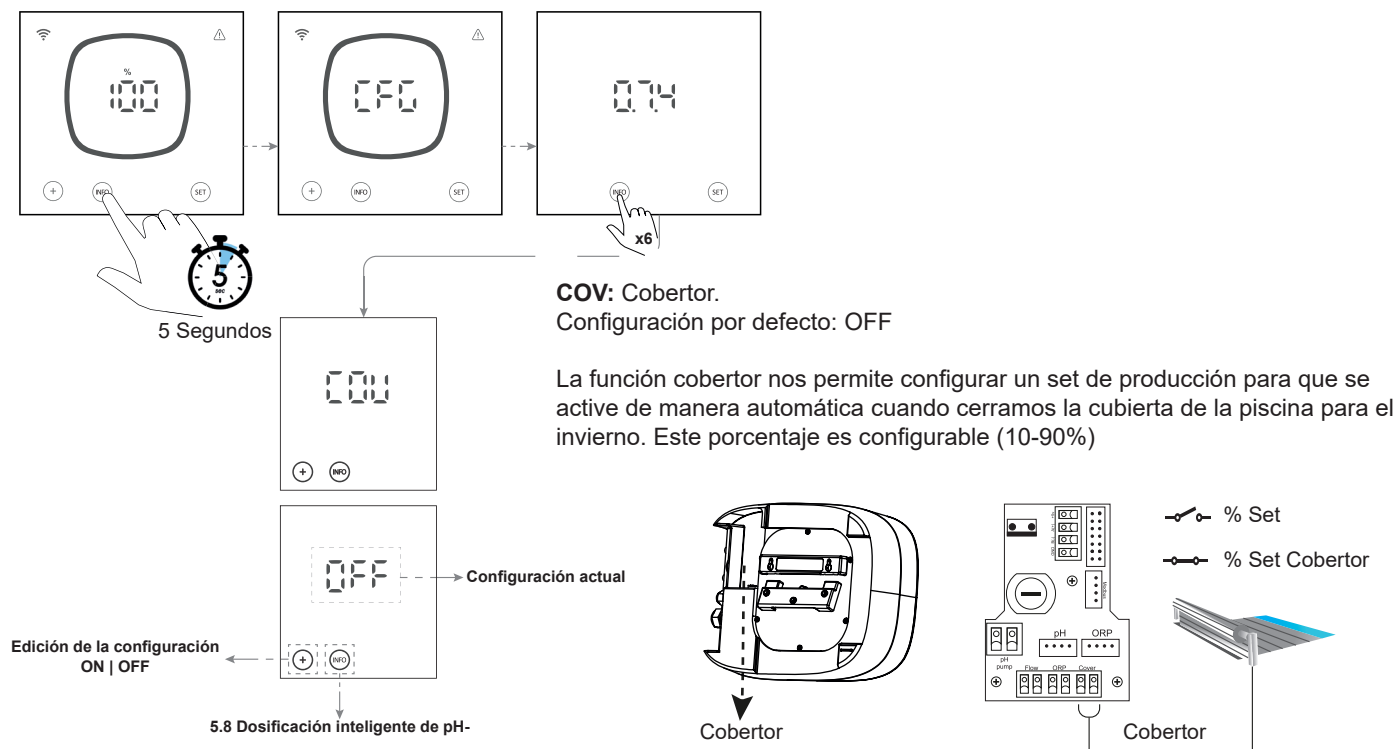 %
100
+
INFO
SET
CFG
+
INFO
SET
0.7.4
INFO
SET
x6
5
sec
5 Segundos
COV: Cobertor.
Configuración por defecto: OFF
La función cobertor nos permite configurar un set de producción para que se
active de manera automática cuando cerramos la cubierta de la piscina para el
invierno. Este porcentaje es configurable (10-90%)
COV
+
INFO
OFF
Configuración actual
Edición de la configuración
ON | OFF
+
INFO
5.8 Dosificación inteligente de pH-
Cobertor
% Set
% Set Cobertor
Modbus
pH
ORP
pH
pump
Flow
ORP
Cover
Cobertor